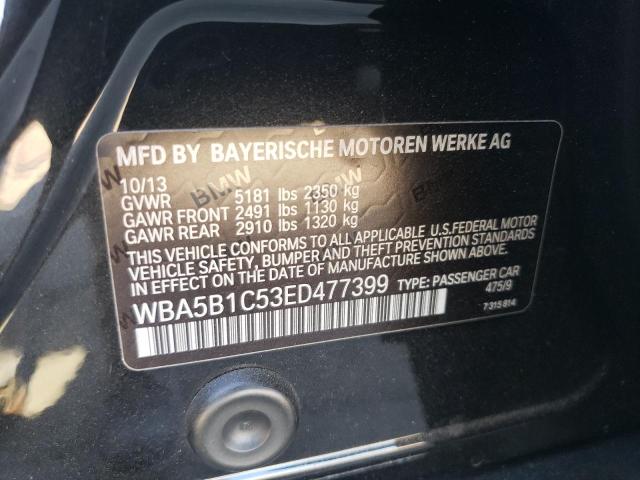 MFD BY BAYERISCHE MOTOREN WERKE AG
10/13
GVWR 5181 lbs 2350 kg
GAWR FRONT 2491 lbs 1130 kg
GAWR REAR 2910 lbs 1320 kg
THIS VEHICLE CONFORMS TO ALL APPLICABLE U.S.FEDERAL MOTOR
VEHICLE SAFETY, BUMPER, AND THEFT PREVENTION STANDARDS
IN EFFECT ON THE DATE OF MANUFACTURE SHOWN ABOVE.
WBA5B1C53ED477399 TYPE: PASSENGER CAR
475/9
7 315 814
BMW
BMW